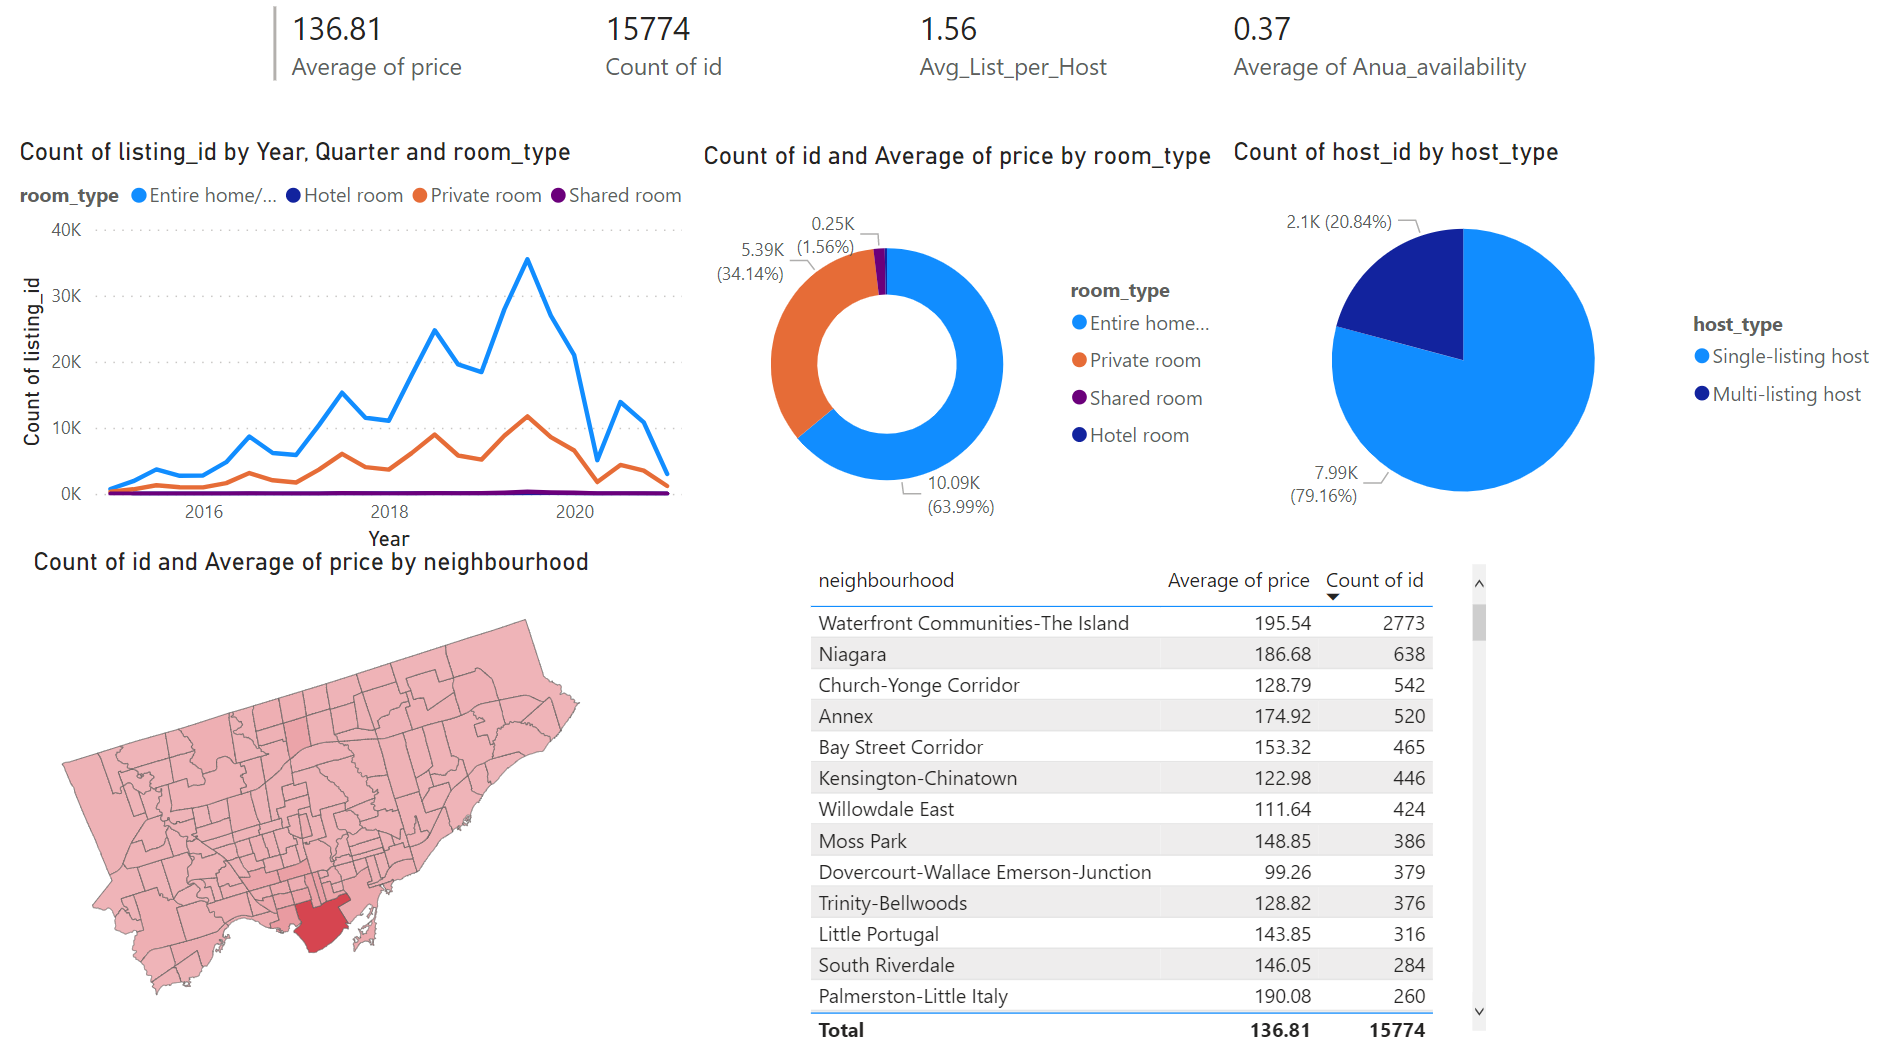 136.81
Average of price
15774
Count of id
1.56
Avg_List_per_Host
0.37
Average of Anua_availability
Count of listing_id by Year, Quarter and room_type
room_type Entire home/... Hotel room Private room Shared room
Count of listing_id
40K
30K
20K
10K
0K
2016 2018 2020
Year
Count of id and Average of price by room_type
0.25K
(1.56%)
5.39K
(34.14%)
10.09K
(63.99%)
room_type
Entire home...
Private room
Shared room
Hotel room
Count of host_id by host_type
2.1K (20.84%)
7.99K
(79.16%)
host_type
Single-listing host
Multi-listing host
Count of id and Average of price by neighbourhood
neighbourhood Average of price Count of id
Waterfront Communities-The Island 195.54 2773
Niagara 186.68 638
Church-Yonge Corridor 128.79 542
Annex 174.92 520
Bay Street Corridor 153.32 465
Kensington-Chinatown 122.98 446
Willowdale East 111.64 424
Moss Park 148.85 386
Dovercourt-Wallace Emerson-Junction 99.26 379
Trinity-Bellwoods 128.82 376
Little Portugal 143.85 316
South Riverdale 146.05 284
Palmerston-Little Italy 190.08 260
Total 136.81 15774